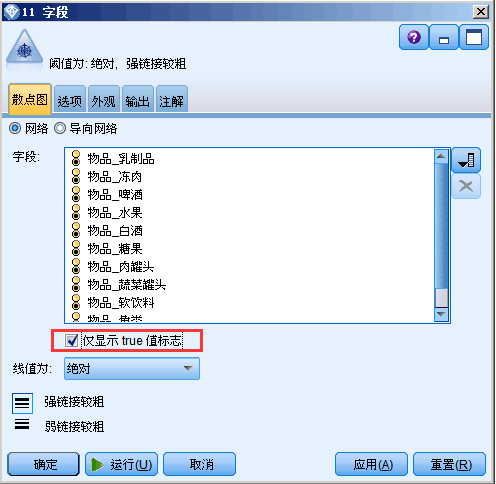 11 字段
阈值为: 绝对, 强链接较粗
散点图 选项 外观 输出 注解
网络 导向网络
字段:
物品_乳制品
物品_冻肉
物品_啤酒
物品_水果
物品_白酒
物品_糖果
物品_肉罐头
物品_蔬菜罐头
物品_软饮料
物品_鱼类
仅显示 true 值标志
线值为: 绝对
强链接较粗
弱链接较粗
确定 运行(U) 取消 应用(A) 重置(R)